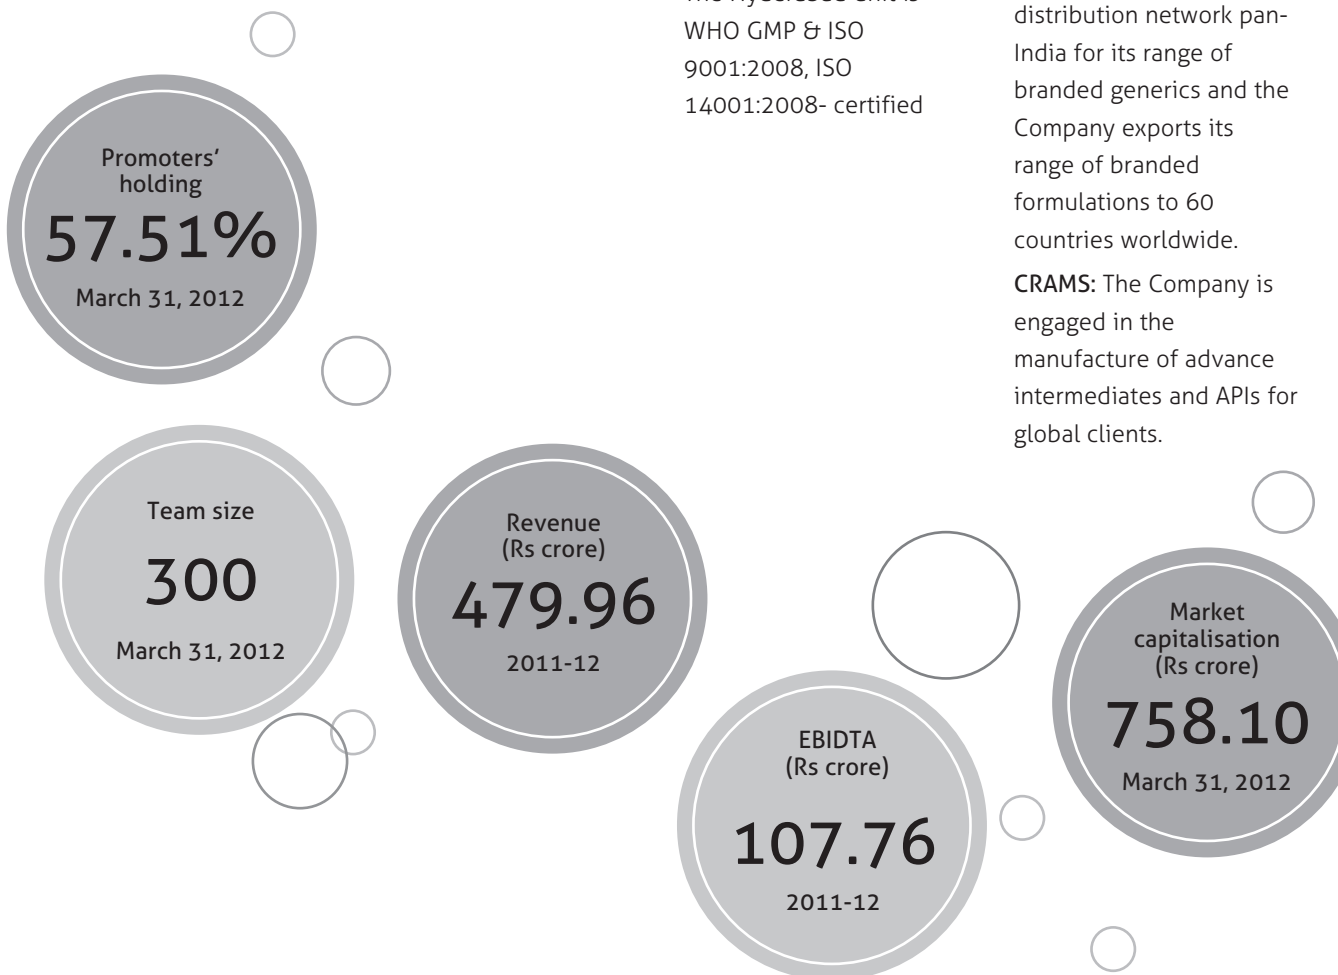 WHO GMP & ISO
9001:2008, ISO
14001:2008- certified
distribution network pan-
India for its range of
branded generics and the
Company exports its
range of branded
formulations to 60
countries worldwide.
CRAMS: The Company is
engaged in the
manufacture of advance
intermediates and APIs for
global clients.
Promoters’
holding
57.51%
March 31, 2012
Team size
300
March 31, 2012
Revenue
(Rs crore)
479.96
2011-12
EBIDTA
(Rs crore)
107.76
2011-12
Market
capitalisation
(Rs crore)
758.10
March 31, 2012